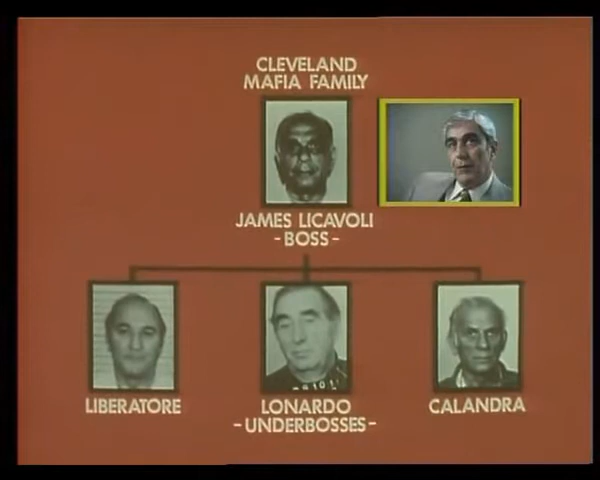 CLEVELAND
MAFIA FAMILY
JAMES LICAVOLI
-BOSS-
LIBERATORE
LONARDO
-UNDERBOSSES-
CALANDRA